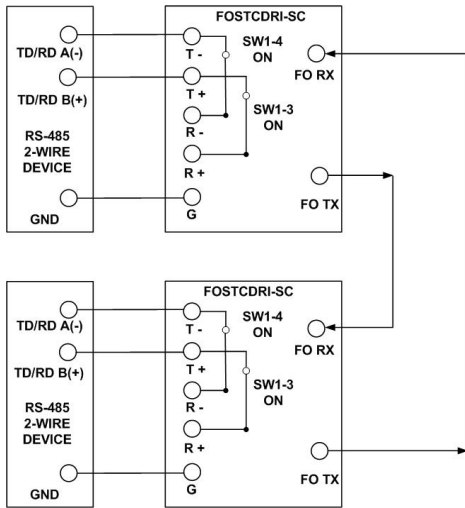 FOSTCDRI-SC
TD/RD A(-)
T -
SW1-4
ON
FO RX
TD/RD B(+)
T +
SW1-3
ON
R -
RS-485
2-WIRE
DEVICE
R +
FO TX
GND
G
FOSTCDRI-SC
TD/RD A(-)
T -
SW1-4
ON
FO RX
TD/RD B(+)
T +
SW1-3
ON
R -
RS-485
2-WIRE
DEVICE
R +
FO TX
GND
G